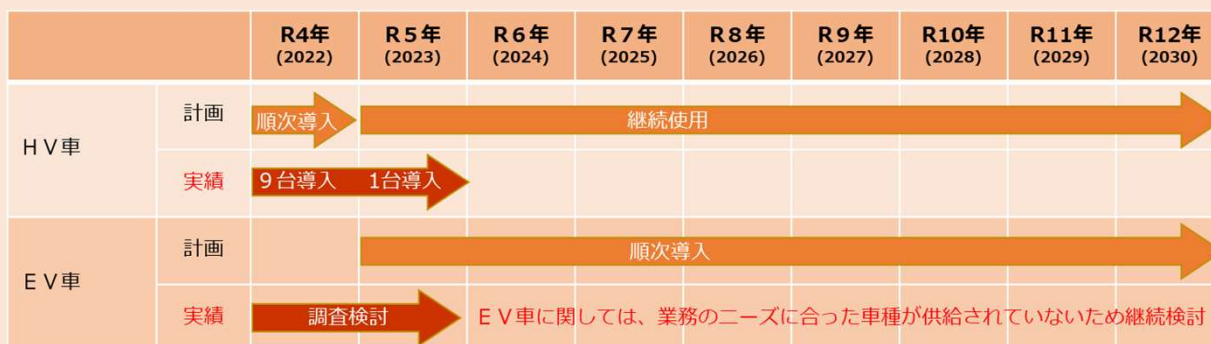 R4年 R5年 R6年 R7年 R8年 R9年 R10年 R11年 R12年
(2022) (2023) (2024) (2025) (2026) (2027) (2028) (2029) (2030)
HV車
計画 順次導入 継続使用
実績 9台導入 1台導入
EV車
計画 順次導入
実績 調査検討 EV車に関しては、業務のニーズに合った車種が供給されていないため継続検討